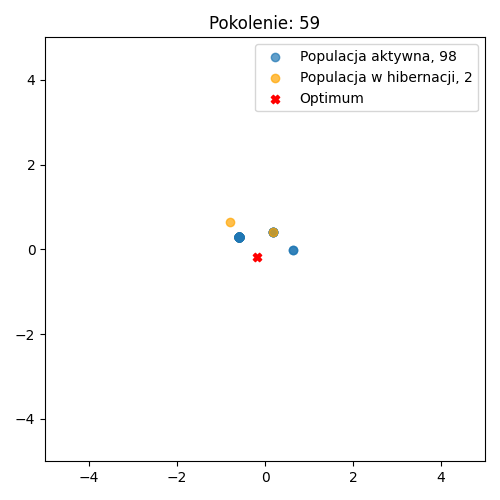 Pokolenie: 59
Populacja aktywna, 98
Populacja w hibernacji, 2
Optimum
4
2
0
−2
−4
−4 −2 0 2 4